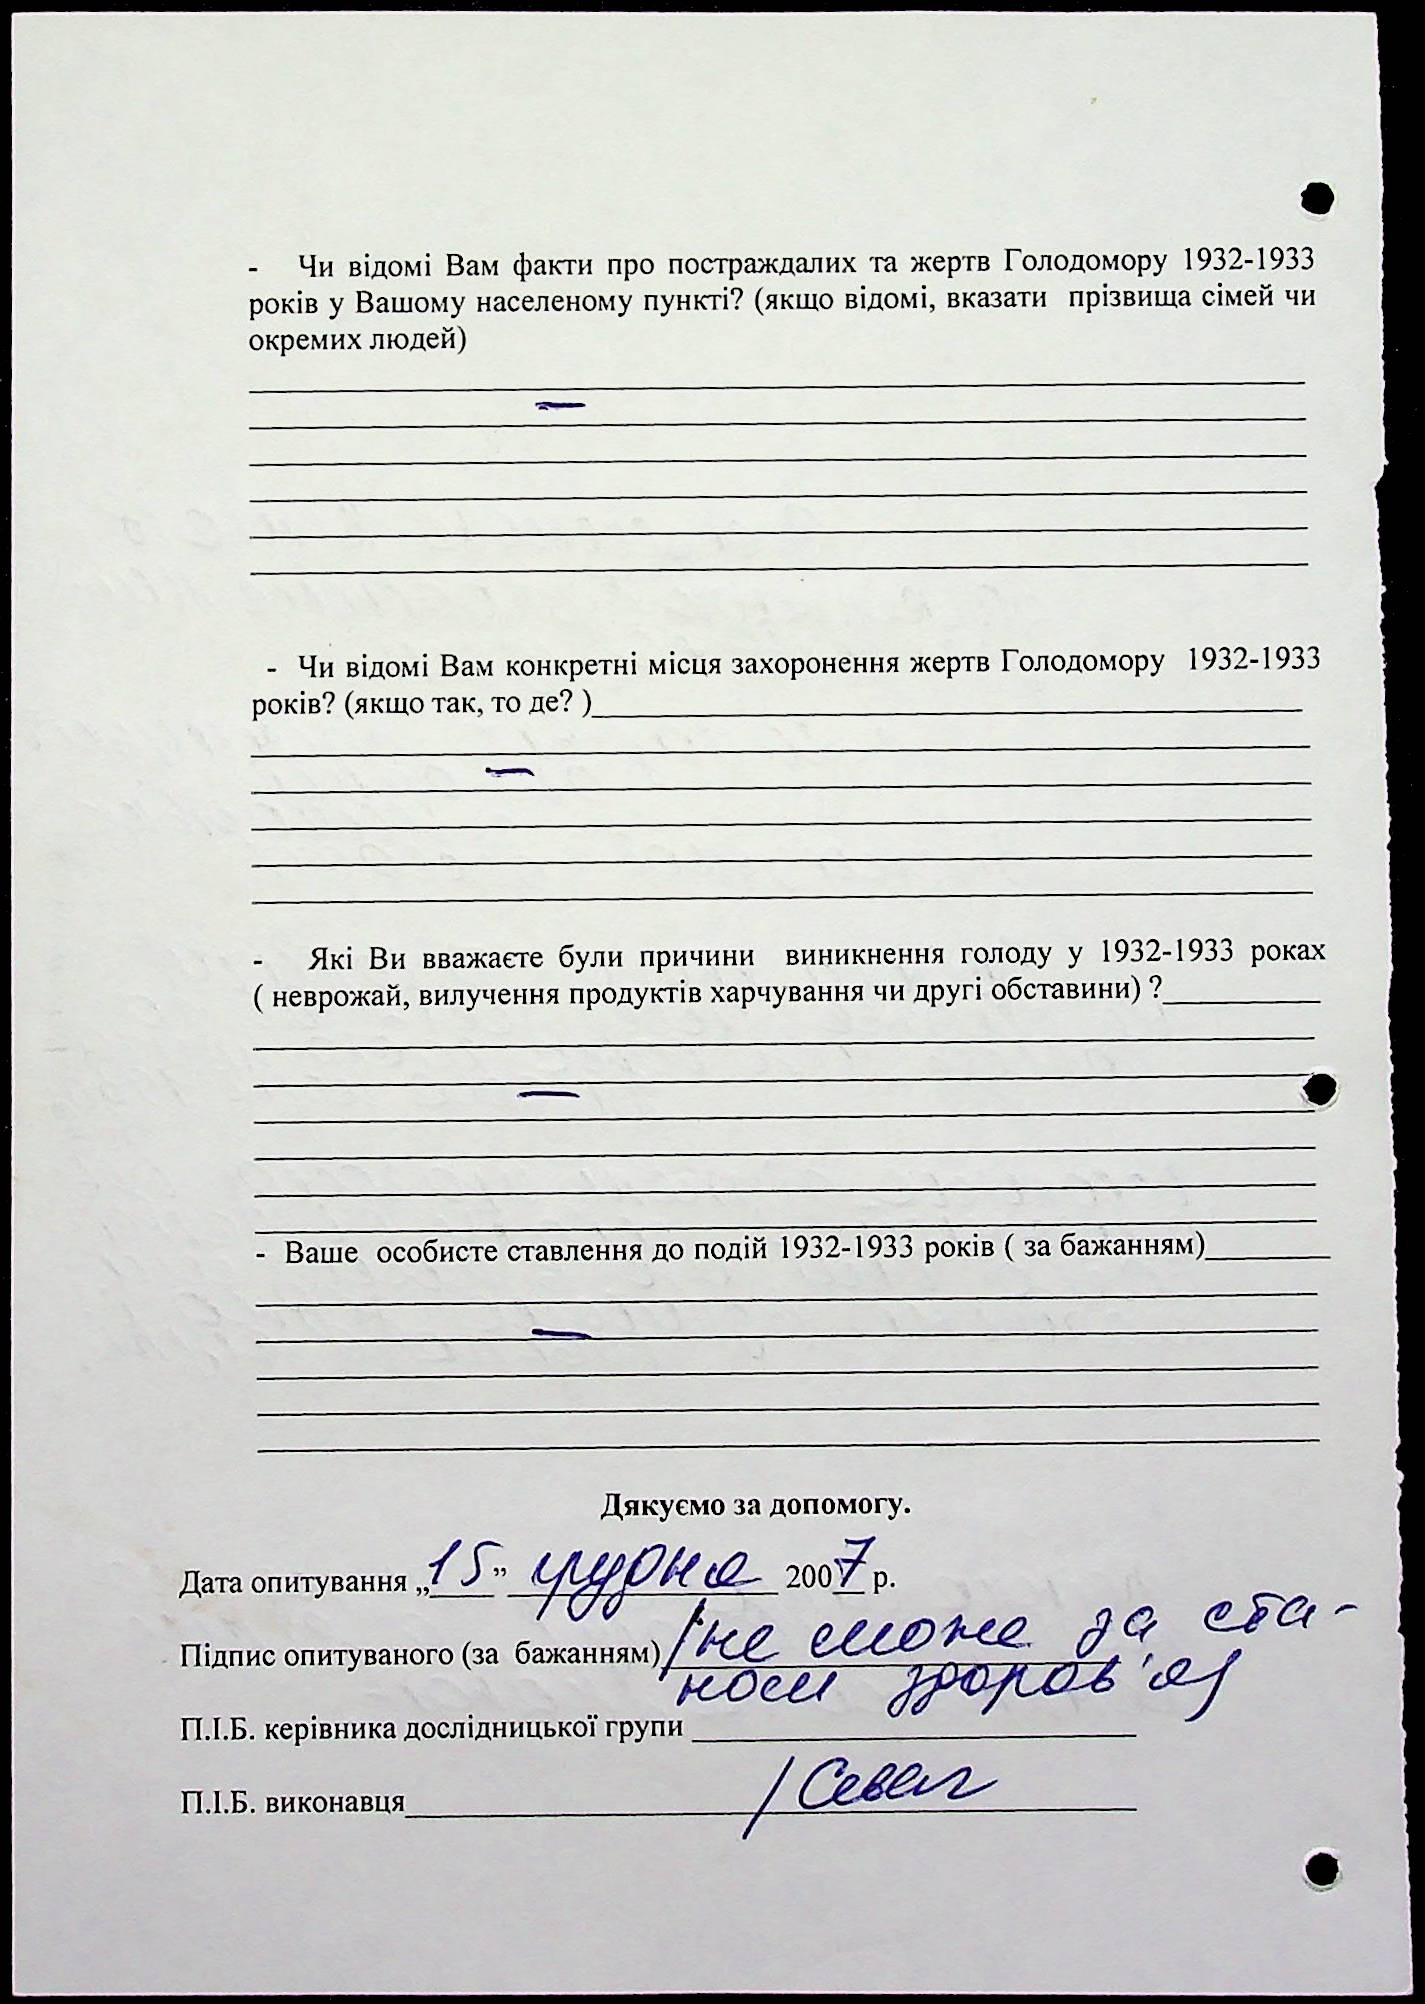 - Чи відомі Вам факти про постраждалих та жертв Голодомору 1932-1933
років у Вашому населеному пункті? (якщо відомі, вказати прізвища сімей чи
окремих людей)
—
- Чи відомі Вам конкретні місця захоронення жертв Голодомору 1932-1933
років? (якщо так, то де? )
—
- Які Ви вважаєте були причини виникнення голоду у 1932-1933 роках
( неврожай, вилучення продуктів харчування чи другі обставини) ?
—
- Ваше особисте ставлення до подій 1932-1933 років ( за бажанням)
—
Дякуємо за допомогу.
Дата опитування „15” грудня 2007 р.
Підпис опитуваного (за бажанням) /не може за ста-
ном здоров'я/
П.І.Б. керівника дослідницької групи
П.І.Б. виконавця